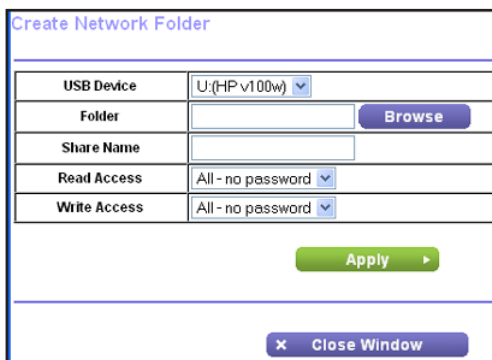 Create Network Folder
USB Device U:(HP v100w)
Folder Browse
Share Name
Read Access All - no password
Write Access All - no password
Apply
× Close Window